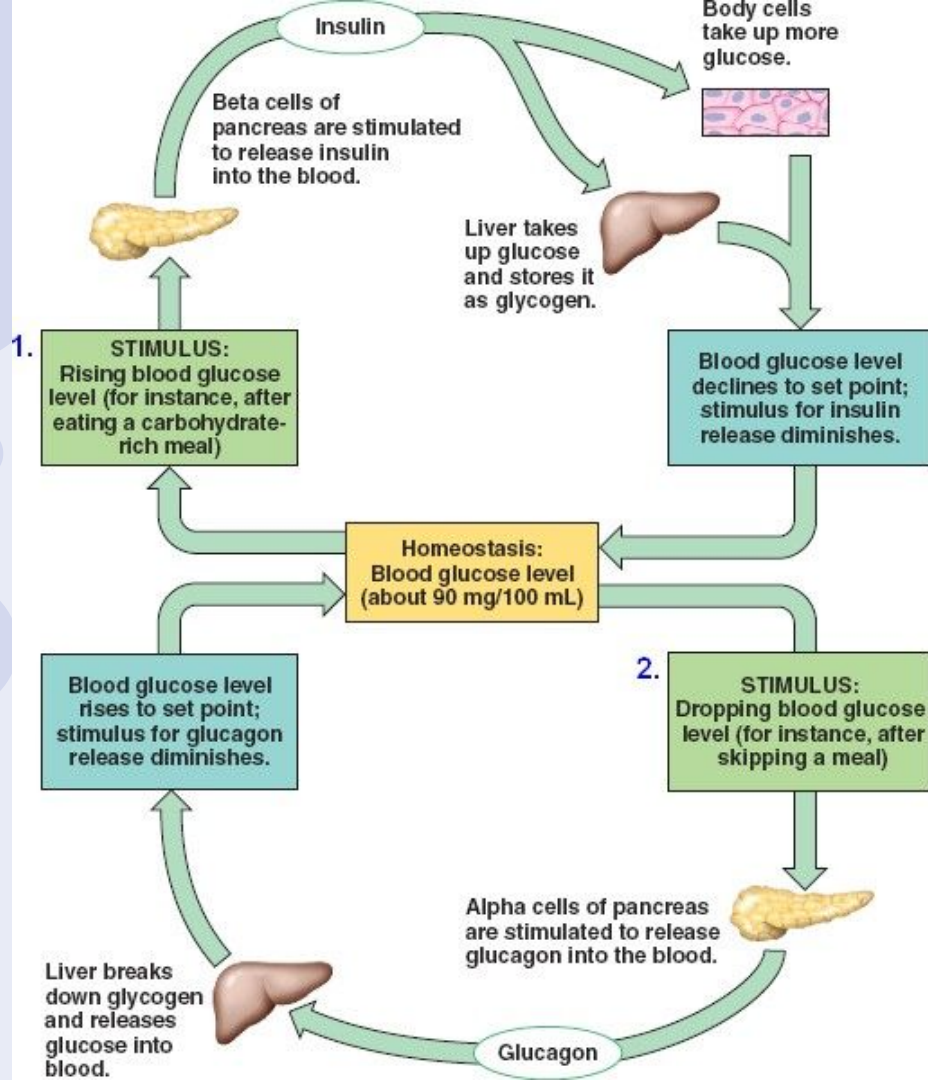 Insulin
Body cells
take up more
glucose.
Beta cells of
pancreas are stimulated
to release insulin
into the blood.
Liver takes
up glucose
and stores it
as glycogen.
1.
STIMULUS:
Rising blood glucose
level (for instance, after
eating a carbohydrate-
rich meal)
Blood glucose level
declines to set point;
stimulus for insulin
release diminishes.
Homeostasis:
Blood glucose level
(about 90 mg/100 mL)
Blood glucose level
rises to set point;
stimulus for glucagon
release diminishes.
2.
STIMULUS:
Dropping blood glucose
level (for instance, after
skipping a meal)
Alpha cells of pancreas
are stimulated to release
glucagon into the blood.
Liver breaks
down glycogen
and releases
glucose into
blood.
Glucagon